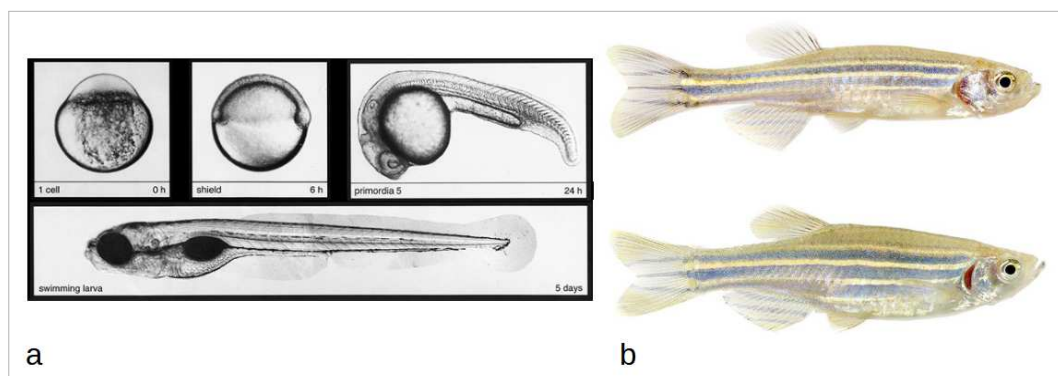 1 cell 0 h
shield 6 h
primordia 5 24 h
swimming larva 5 days
a
b